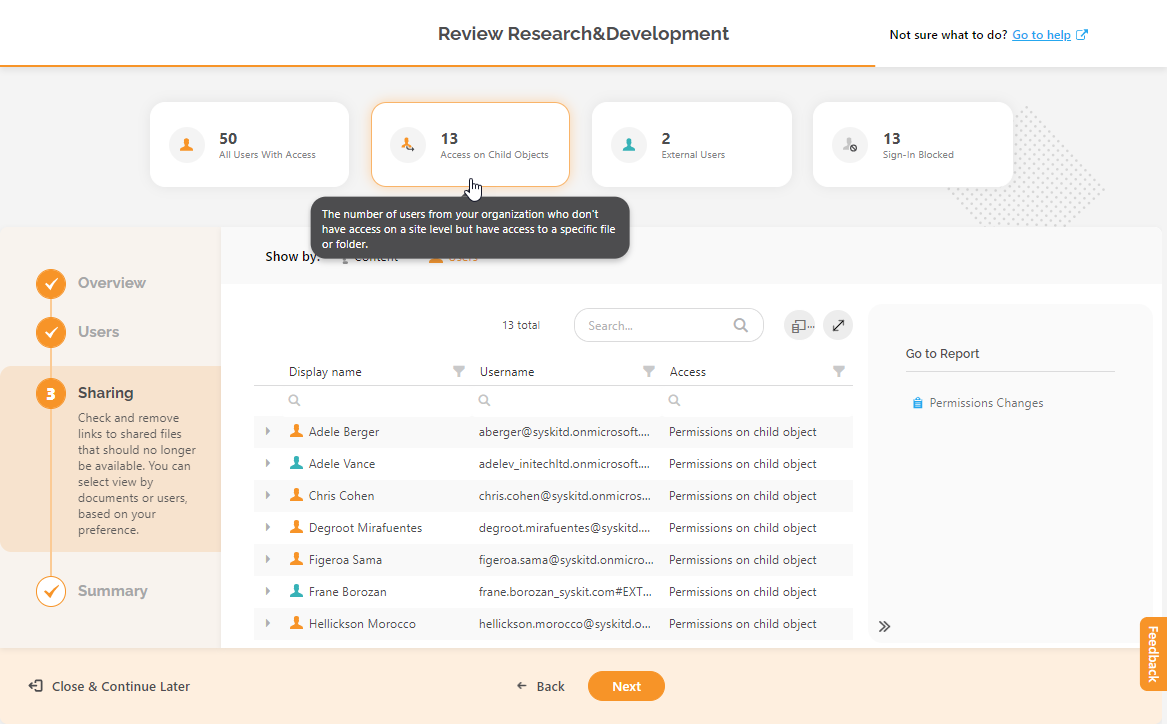 Review Research&Development
Not sure what to do? Go to help
50
All Users With Access
13
Access on Child Objects
2
External Users
13
Sign-In Blocked
The number of users from your organization who don't
have access on a site level but have access to a specific file
or folder.
Show by: Content Users
Overview
Users
3 Sharing
Check and remove
links to shared files
that should no longer
be available. You can
select view by
documents or users,
based on your
preference.
Summary
13 total
Search...
Display name Username Access
Adele Berger aberger@syskitd.onmicrosoft.... Permissions on child object
Adele Vance adelev_initechltd.onmicrosoft.... Permissions on child object
Chris Cohen chris.cohen@syskitd.onmicros... Permissions on child object
Degroot Mirafuentes degroot.mirafuentes@syskitd.... Permissions on child object
Figeroa Sama figeroa.sama@syskitd.onmicro... Permissions on child object
Frane Borozan frane.borozan_syskit.com#EXT... Permissions on child object
Hellickson Morocco hellickson.morocco@syskitd.o... Permissions on child object
Go to Report
Permissions Changes
Feedback
Close & Continue Later
Back
Next